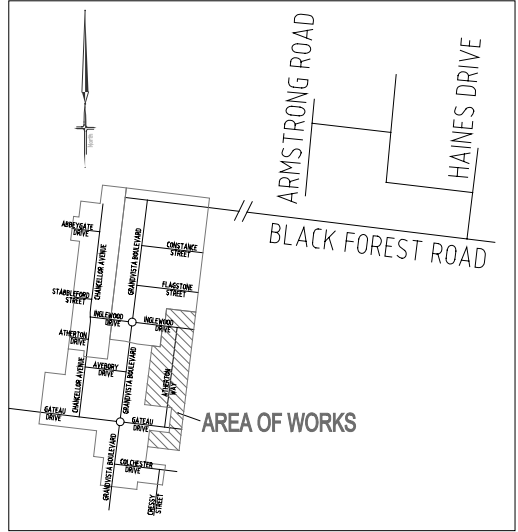 North
ARMSTRONG ROAD
HAINES DRIVE
BLACK FOREST ROAD
ABBEYGATE
DRIVE
CHANCELLOR AVENUE
GRANDVISTA BOULEVARD
CONSTANCE
STREET
FLAGSTONE
STREET
STABBLEFORD
STREET
INGLEWOOD
DRIVE
INGLEWOOD
DRIVE
ATHERTON
DRIVE
AVEBORY
DRIVE
CHANCELLOR AVENUE
GRANDVISTA BOULEVARD
ATHERTON
WAY
GATEAU
DRIVE
GATEAU
DRIVE
AREA OF WORKS
GRANDVISTA BOULEVARD
COLCHESTER
DRIVE
CRESSY
STREET